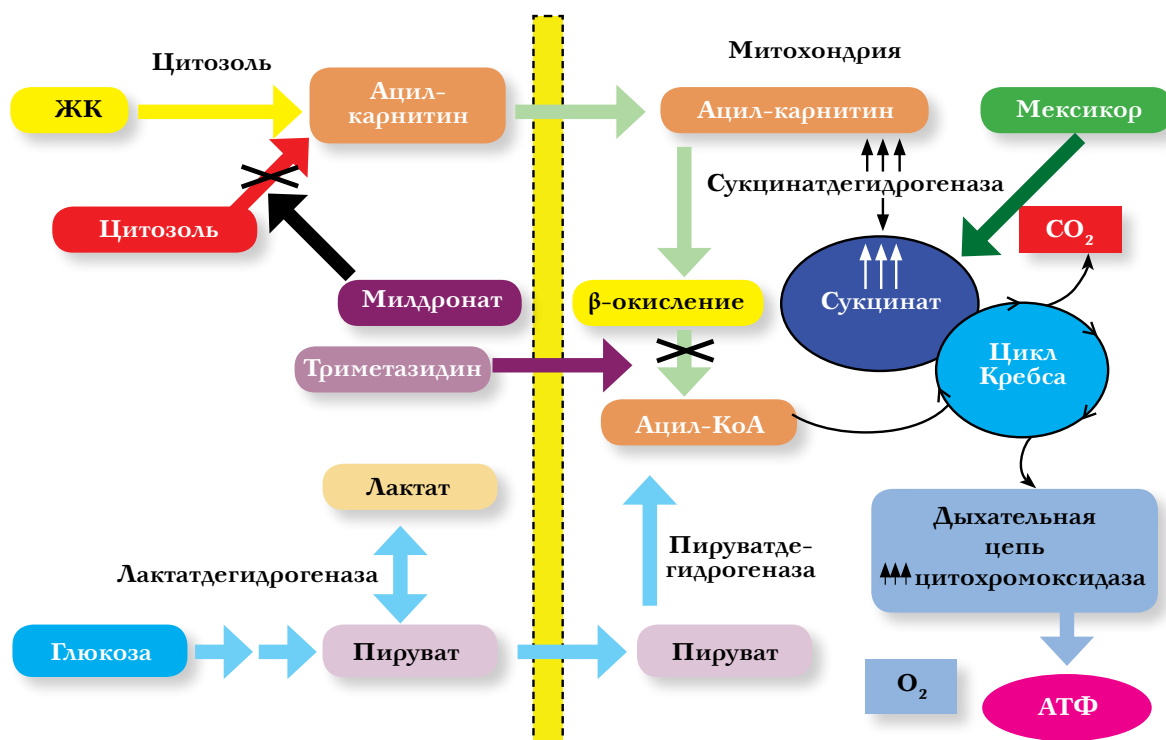 Цитозоль
Митохондрия
ЖК
Ацил-
карнитин
Ацил-карнитин
Мексикор
Сукцинатдегидрогеназа
Цитозоль
CO2
Милдронат
β-окисление
Сукцинат
Триметазидин
Цикл
Кребса
Ацил-КоА
Лактат
Дыхательная
цепь
цитохромоксидаза
Лактатдегидрогеназа
Пируватде-
гидрогеназа
Глюкоза
Пируват
Пируват
O2
АТФ